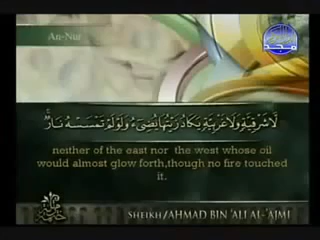 An-Nur
لَّا شَرْقِيَّةٍ وَلَا غَرْبِيَّةٍ يَكَادُ زَيْتُهَا يُضِيٓءُ وَلَوْ لَمْ تَمْسَسْهُ نَارٌ ۚ
neither of the east nor the west whose oil
would almost glow forth,though no fire touched
it.
SHEIKH/AHMAD BIN 'ALI AL-'AJMI